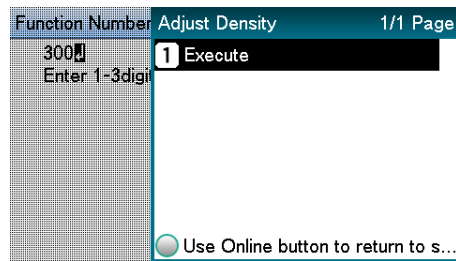 Function Number
300
Enter 1-3digi
Adjust Density 1/1 Page
1 Execute
Use Online button to return to s...